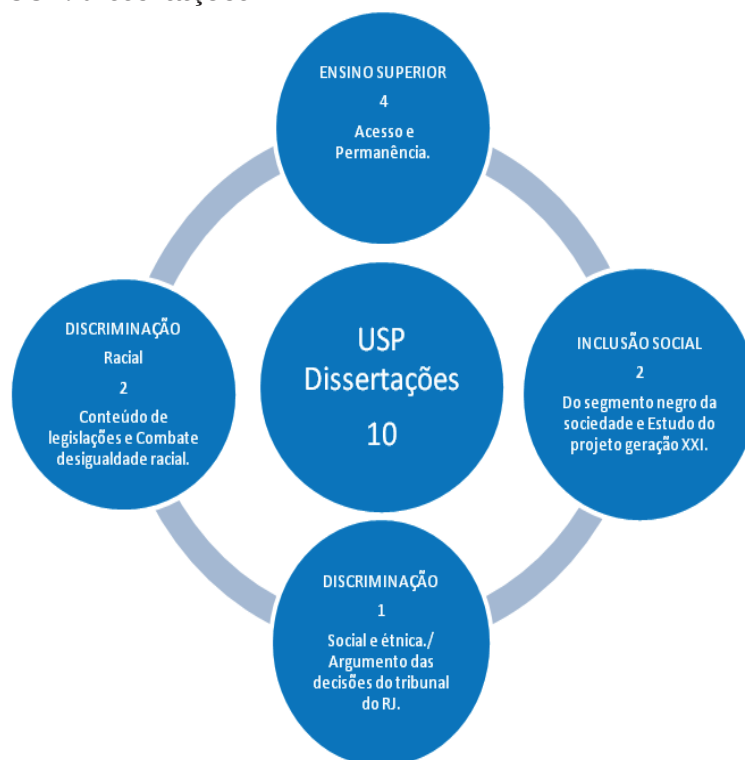 ENSINO SUPERIOR
4
Acesso e
Permanência.
DISCRIMINAÇÃO
Racial
2
Conteúdo de
legislações e Combate
desigualdade racial.
USP
Dissertações
10
INCLUSÃO SOCIAL
2
Do segmento negro da
sociedade e Estudo do
projeto geração XXI.
DISCRIMINAÇÃO
1
Social e étnica./
Argumento das
decisões do tribunal
do RJ.